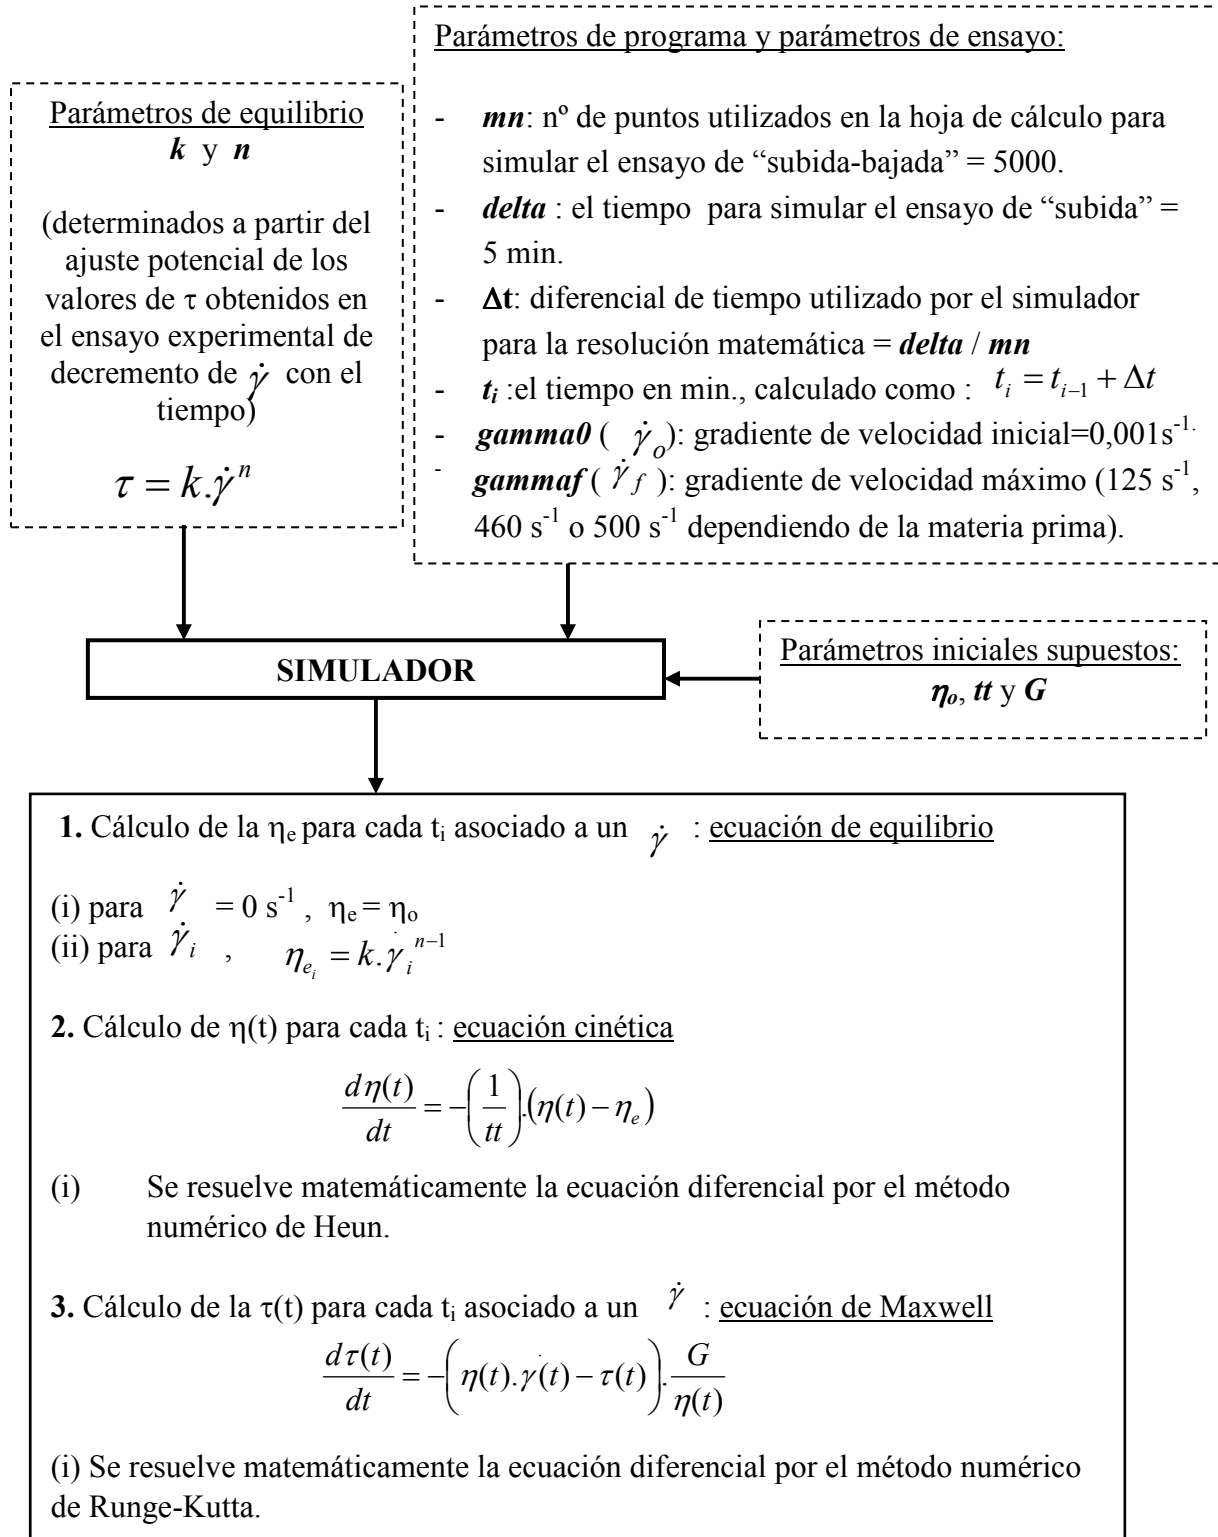 Parámetros de equilibrio
k y n
(determinados a partir del
ajuste potencial de los
valores de τ obtenidos en
el ensayo experimental de
decremento de γ̇ con el
tiempo)
τ = k.γ̇ⁿ
Parámetros de programa y parámetros de ensayo:
- mn: nº de puntos utilizados en la hoja de cálculo para
simular el ensayo de “subida-bajada” = 5000.
- delta : el tiempo para simular el ensayo de “subida” =
5 min.
- Δt: diferencial de tiempo utilizado por el simulador
para la resolución matemática = delta / mn
- tᵢ :el tiempo en min., calculado como : tᵢ = tᵢ₋₁ + Δt
- gamma0 ( γ̇ₒ): gradiente de velocidad inicial=0,001s⁻¹.
- gammaf ( γ̇_f ): gradiente de velocidad máximo (125 s⁻¹,
460 s⁻¹ o 500 s⁻¹ dependiendo de la materia prima).
SIMULADOR
Parámetros iniciales supuestos:
ηₒ, tt y G
1. Cálculo de la ηₑ para cada tᵢ asociado a un γ̇ : ecuación de equilibrio
(i) para γ̇ = 0 s⁻¹ , ηₑ = ηₒ
(ii) para γ̇ᵢ , η_{e_i} = k.γ̇ᵢⁿ⁻¹
2. Cálculo de η(t) para cada tᵢ : ecuación cinética
dη(t)/dt = −(1/tt).(η(t) − ηₑ)
(i) Se resuelve matemáticamente la ecuación diferencial por el método
numérico de Heun.
3. Cálculo de la τ(t) para cada tᵢ asociado a un γ̇ : ecuación de Maxwell
dτ(t)/dt = −(η(t).γ̇(t) − τ(t)).G/η(t)
(i) Se resuelve matemáticamente la ecuación diferencial por el método numérico
de Runge-Kutta.